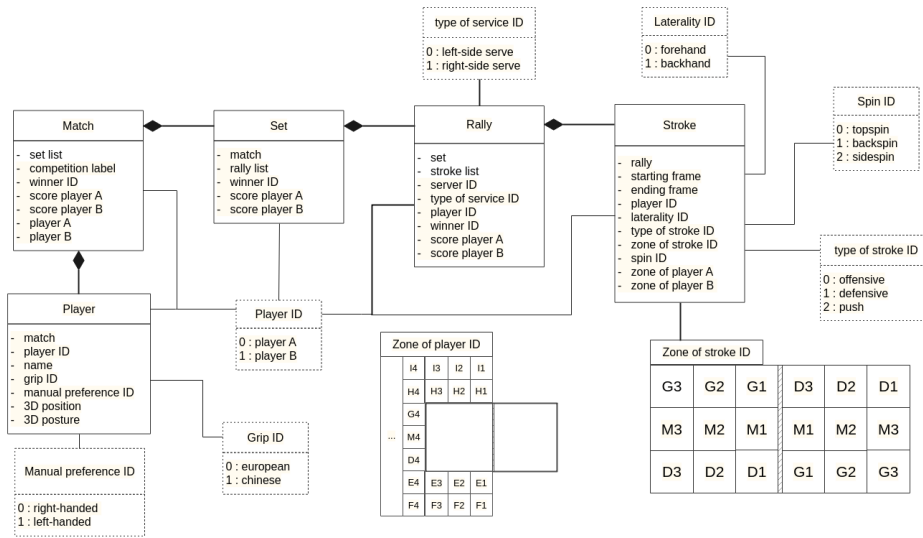 type of service ID
0 : left-side serve
1 : right-side serve
Laterality ID
0 : forehand
1 : backhand
Spin ID
0 : topspin
1 : backspin
2 : sidespin
Match
- set list
- competition label
- winner ID
- score player A
- score player B
- player A
- player B
Set
- match
- rally list
- winner ID
- score player A
- score player B
Rally
- set
- stroke list
- server ID
- type of service ID
- player ID
- winner ID
- score player A
- score player B
Stroke
- rally
- starting frame
- ending frame
- player ID
- laterality ID
- type of stroke ID
- zone of stroke ID
- spin ID
- zone of player A
- zone of player B
type of stroke ID
0 : offensive
1 : defensive
2 : push
Player
- match
- player ID
- name
- grip ID
- manual preference ID
- 3D position
- 3D posture
Player ID
0 : player A
1 : player B
Grip ID
0 : european
1 : chinese
Manual preference ID
0 : right-handed
1 : left-handed
Zone of player ID
I4 I3 I2 I1
H4 H3 H2 H1
G4
... M4
D4
E4 E3 E2 E1
F4 F3 F2 F1
Zone of stroke ID
G3 G2 G1 D3 D2 D1
M3 M2 M1 M1 M2 M3
D3 D2 D1 G1 G2 G3